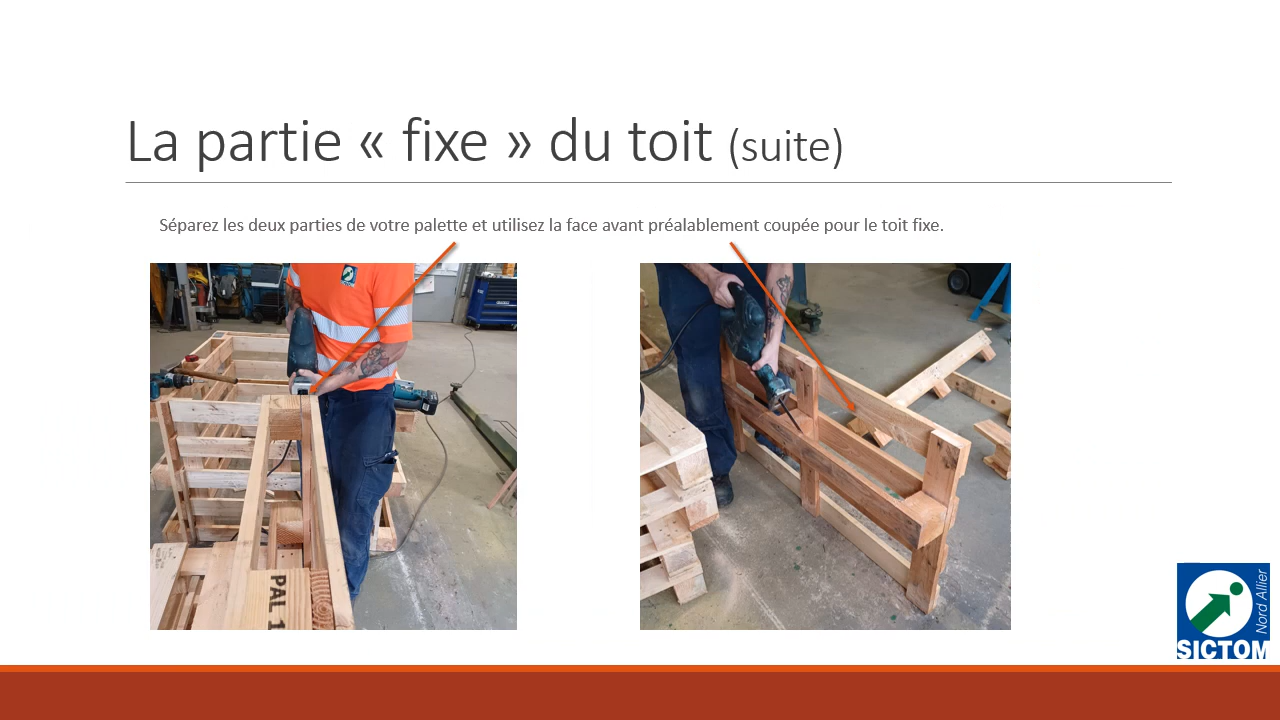 La partie « fixe » du toit (suite)
Séparez les deux parties de votre palette et utilisez la face avant préalablement coupée pour le toit fixe.
PAL 1
Nord Allier
SICTOM